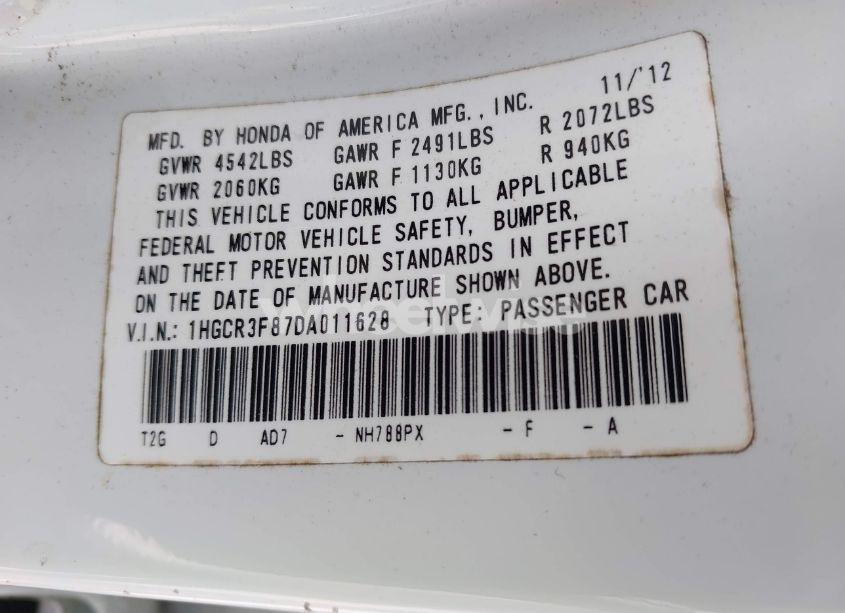 11/'12
MFD. BY HONDA OF AMERICA MFG., INC.
GVWR 4542LBS GAWR F 2491LBS R 2072LBS
GVWR 2060KG GAWR F 1130KG R 940KG
THIS VEHICLE CONFORMS TO ALL APPLICABLE
FEDERAL MOTOR VEHICLE SAFETY, BUMPER,
AND THEFT PREVENTION STANDARDS IN EFFECT
ON THE DATE OF MANUFACTURE SHOWN ABOVE.
V.I.N.: 1HGCR3F87DA011628 TYPE: PASSENGER CAR
T2G D AD7 - NH788PX - F - A